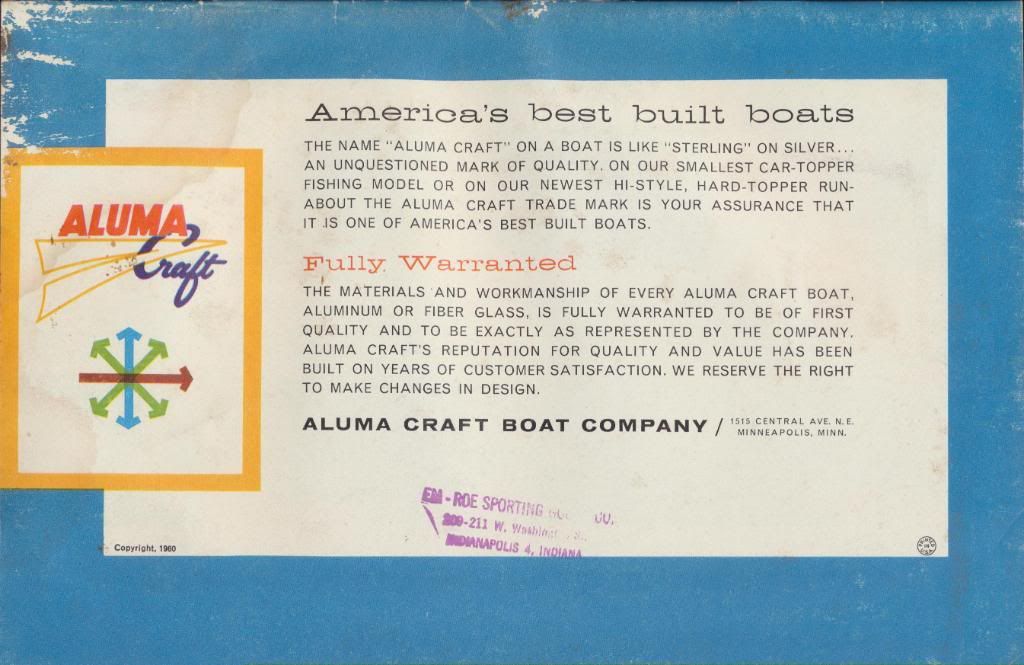 America's best built boats
THE NAME "ALUMA CRAFT" ON A BOAT IS LIKE "STERLING" ON SILVER...
AN UNQUESTIONED MARK OF QUALITY. ON OUR SMALLEST CAR-TOPPER
FISHING MODEL OR ON OUR NEWEST HI-STYLE, HARD-TOPPER RUN-
ABOUT THE ALUMA CRAFT TRADE MARK IS YOUR ASSURANCE THAT
IT IS ONE OF AMERICA'S BEST BUILT BOATS.
ALUMA
Craft
Fully Warranted
THE MATERIALS AND WORKMANSHIP OF EVERY ALUMA CRAFT BOAT,
ALUMINUM OR FIBER GLASS, IS FULLY WARRANTED TO BE OF FIRST
QUALITY AND TO BE EXACTLY AS REPRESENTED BY THE COMPANY.
ALUMA CRAFT'S REPUTATION FOR QUALITY AND VALUE HAS BEEN
BUILT ON YEARS OF CUSTOMER SATISFACTION. WE RESERVE THE RIGHT
TO MAKE CHANGES IN DESIGN.
ALUMA CRAFT BOAT COMPANY / 1515 CENTRAL AVE. N.E.
MINNEAPOLIS, MINN.
EM-ROE SPORTING CO.
209-211 W.
INDIANAPOLIS 4, INDIANA
Copyright, 1960
PRINTED IN U.S.A.